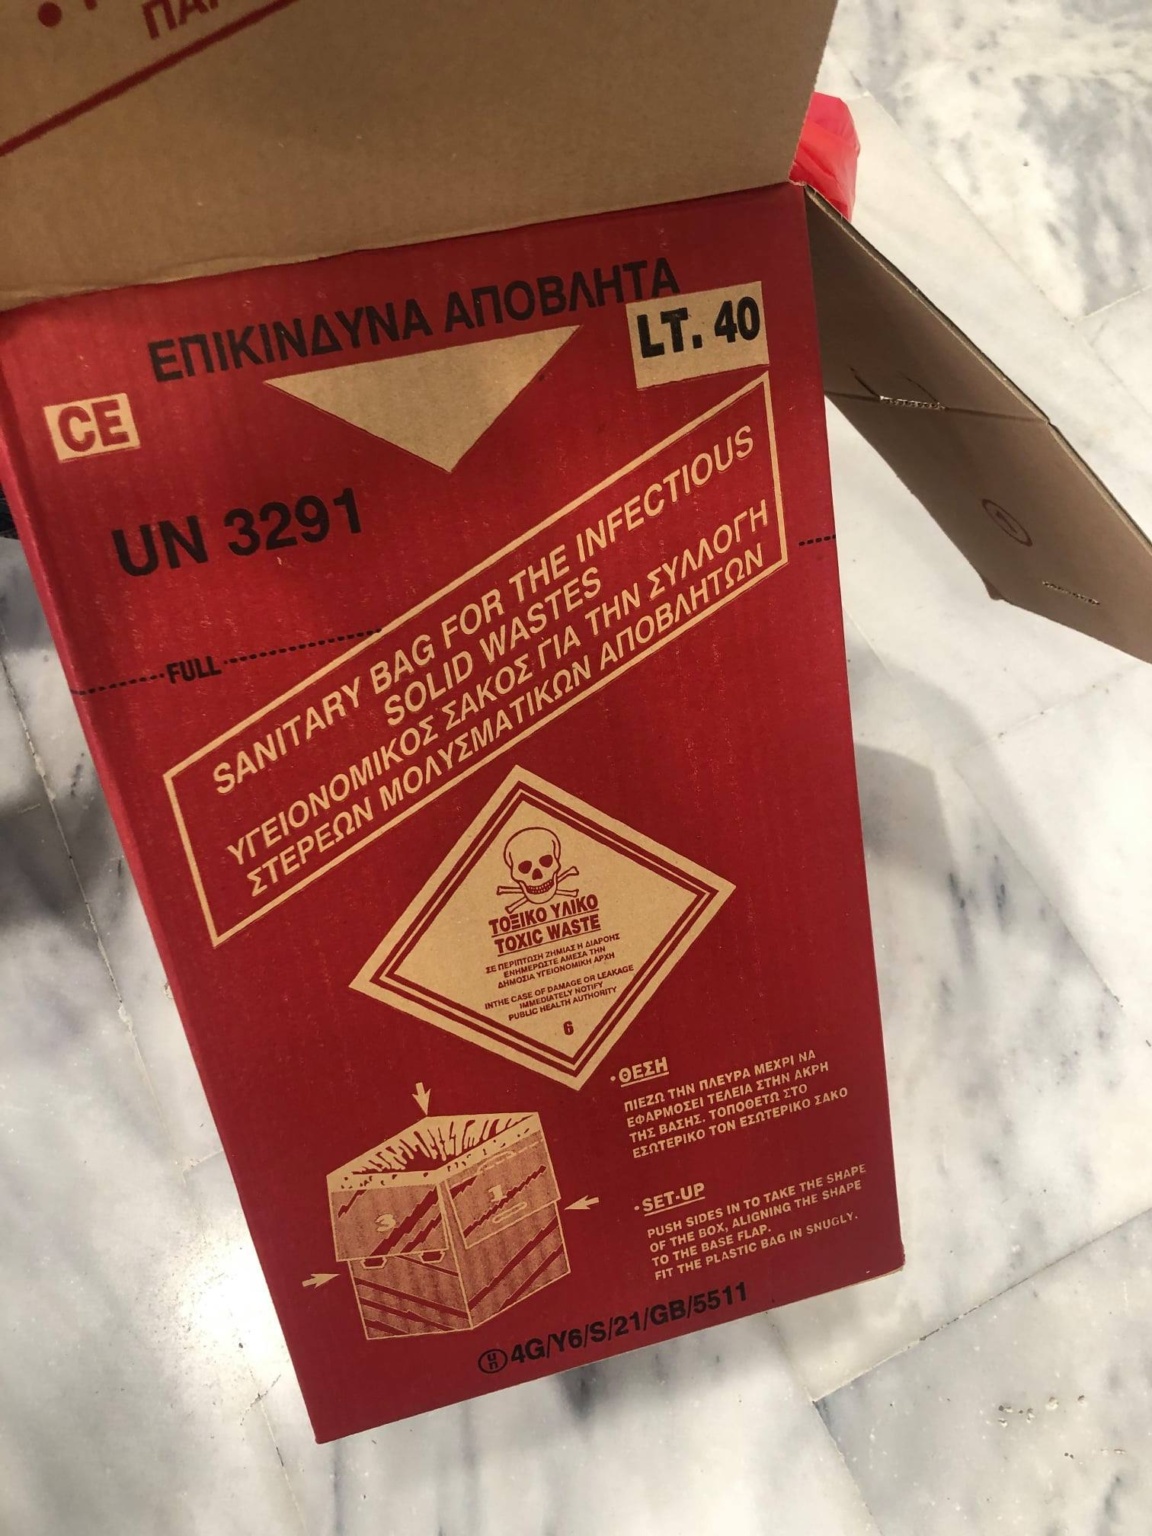 ΕΠΙΚΙΝΔΥΝΑ ΑΠΟΒΛΗΤΑ
LT. 40
CE
UN 3291
FULL
SANITARY BAG FOR THE INFECTIOUS
SOLID WASTES
ΥΓΕΙΟΝΟΜΙΚΟΣ ΣΑΚΟΣ ΓΙΑ ΤΗΝ ΣΥΛΛΟΓΗ
ΣΤΕΡΕΩΝ ΜΟΛΥΣΜΑΤΙΚΩΝ ΑΠΟΒΛΗΤΩΝ
ΤΟΞΙΚΟ ΥΛΙΚΟ
TOXIC WASTE
ΣΕ ΠΕΡΙΠΤΩΣΗ ΖΗΜΙΑΣ Η ΔΙΑΡΟΗΣ
ΕΝΗΜΕΡΩΣΤΕ ΑΜΕΣΑ ΤΗΝ
ΔΗΜΟΣΙΑ ΥΓΕΙΟΝΟΜΙΚΗ ΑΡΧΗ
INTHE CASE OF DAMAGE OR LEAKAGE
IMMEDIATELY NOTIFY
PUBLIC HEALTH AUTHORITY
6
• ΘΕΣΗ
ΠΙΕΖΩ ΤΗΝ ΠΛΕΥΡΑ ΜΕΧΡΙ ΝΑ
ΕΦΑΡΜΟΣΕΙ ΤΕΛΕΙΑ ΣΤΗΝ ΑΚΡΗ
ΤΗΣ ΒΑΣΗΣ. ΤΟΠΟΘΕΤΩ ΣΤΟ
ΕΣΩΤΕΡΙΚΟ ΤΟΝ ΕΣΩΤΕΡΙΚΟ ΣΑΚΟ
3
1
• SET-UP
PUSH SIDES IN TO TAKE THE SHAPE
OF THE BOX, ALIGNING THE SHAPE
TO THE BASE FLAP.
FIT THE PLASTIC BAG IN SNUGLY.
un 4G/Y6/S/21/GB/5511